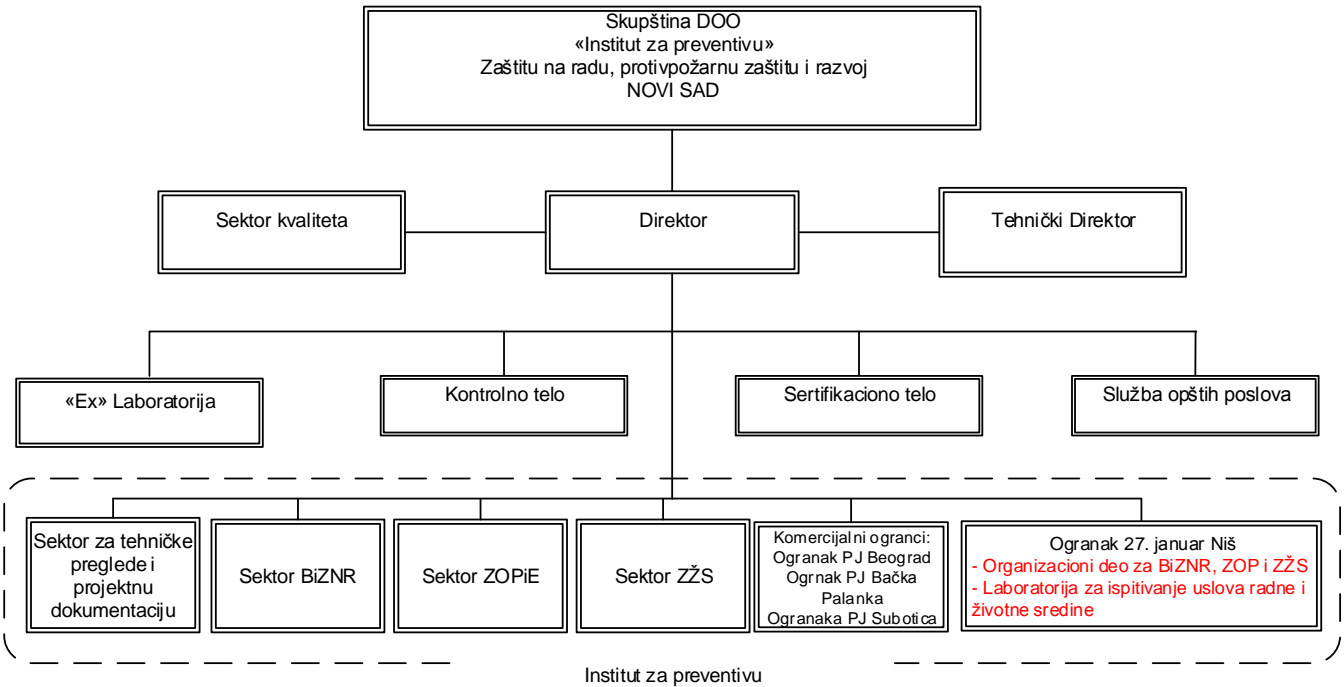 Skupština DOO
«Institut za preventivu»
Zaštitu na radu, protivpožarnu zaštitu i razvoj
NOVI SAD
Sektor kvaliteta
Direktor
Tehnički Direktor
«Ex» Laboratorija
Kontrolno telo
Sertifikaciono telo
Služba opštih poslova
Sektor za tehničke
preglede i
projektnu
dokumentaciju
Sektor BiZNR
Sektor ZOPiE
Sektor ZŽS
Komercijalni ogranci:
Ogranak PJ Beograd
Ogrnak PJ Bačka
Palanka
Ogranaka PJ Subotica
Ogranak 27. januar Niš
- Organizacioni deo za BiZNR, ZOP i ZŽS
- Laboratorija za ispitivanje uslova radne i
životne sredine
Institut za preventivu